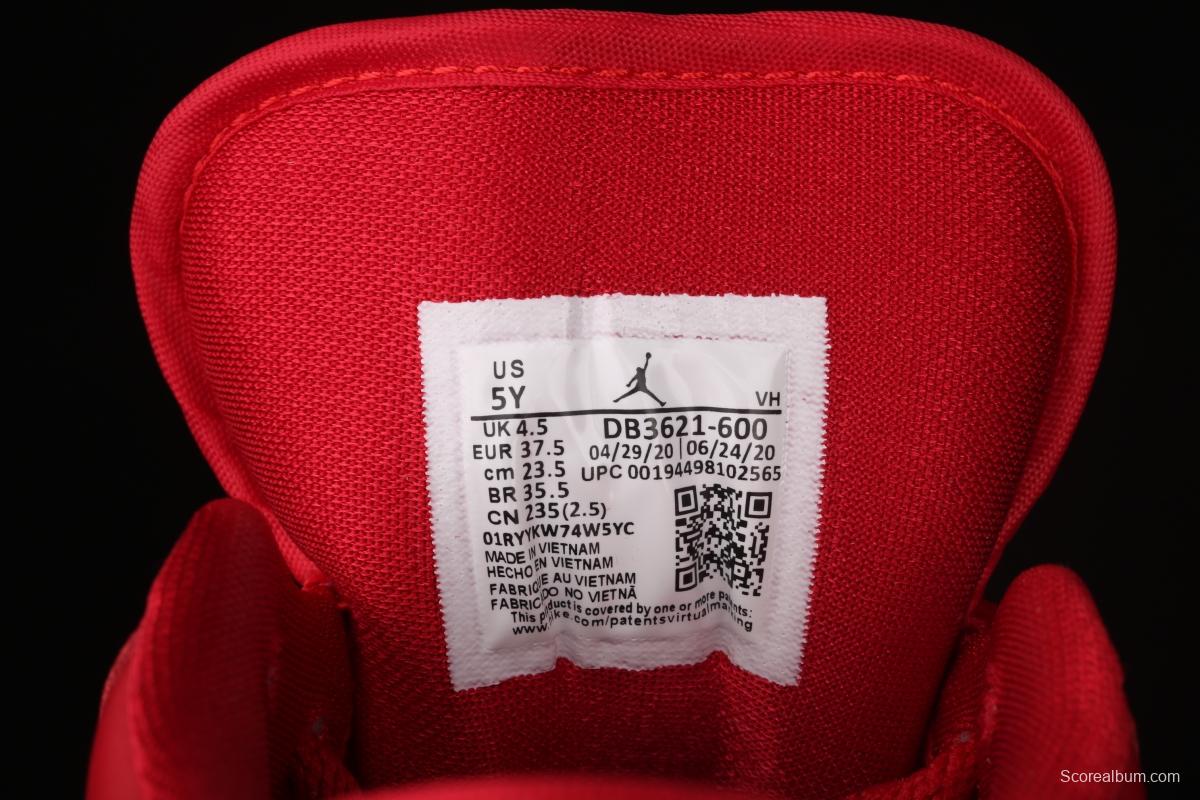 US
5Y
VH
UK 4.5
EUR 37.5
cm 23.5
BR 35.5
CN 235(2.5)
DB3621-600
04/29/20 | 06/24/20
UPC 00194498102565
01RYYKW74W5YC
MADE IN VIETNAM
HECHO EN VIETNAM
FABRIQUE AU VIETNAM
FABRICADO NO VIETNÃ
This product is covered by one or more patents:
www.nike.com/patentsvirtualmarking
Scorealbum.com